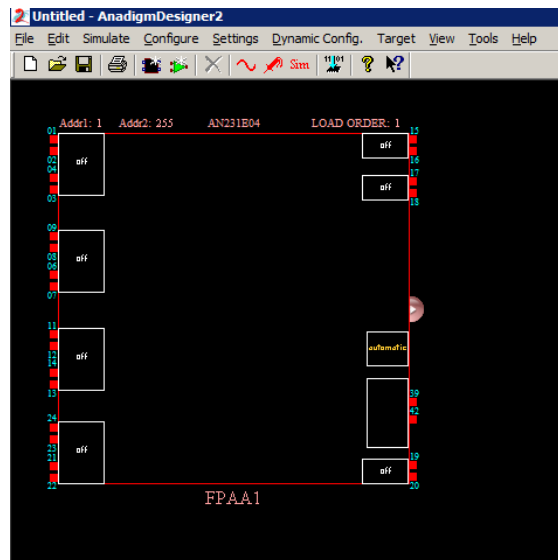 Untitled - AnadigmDesigner2
File Edit Simulate Configure Settings Dynamic Config. Target View Tools Help
Sim 11101
Addr1: 1 Addr2: 255 AN231E04 LOAD ORDER: 1
01 15
off
02 off 16
04 17
off
03 18
09
08 off
06
07
11
automatic
12 off
14
13 39
42
24
23 off 19
21 off
22 20
FPAA1